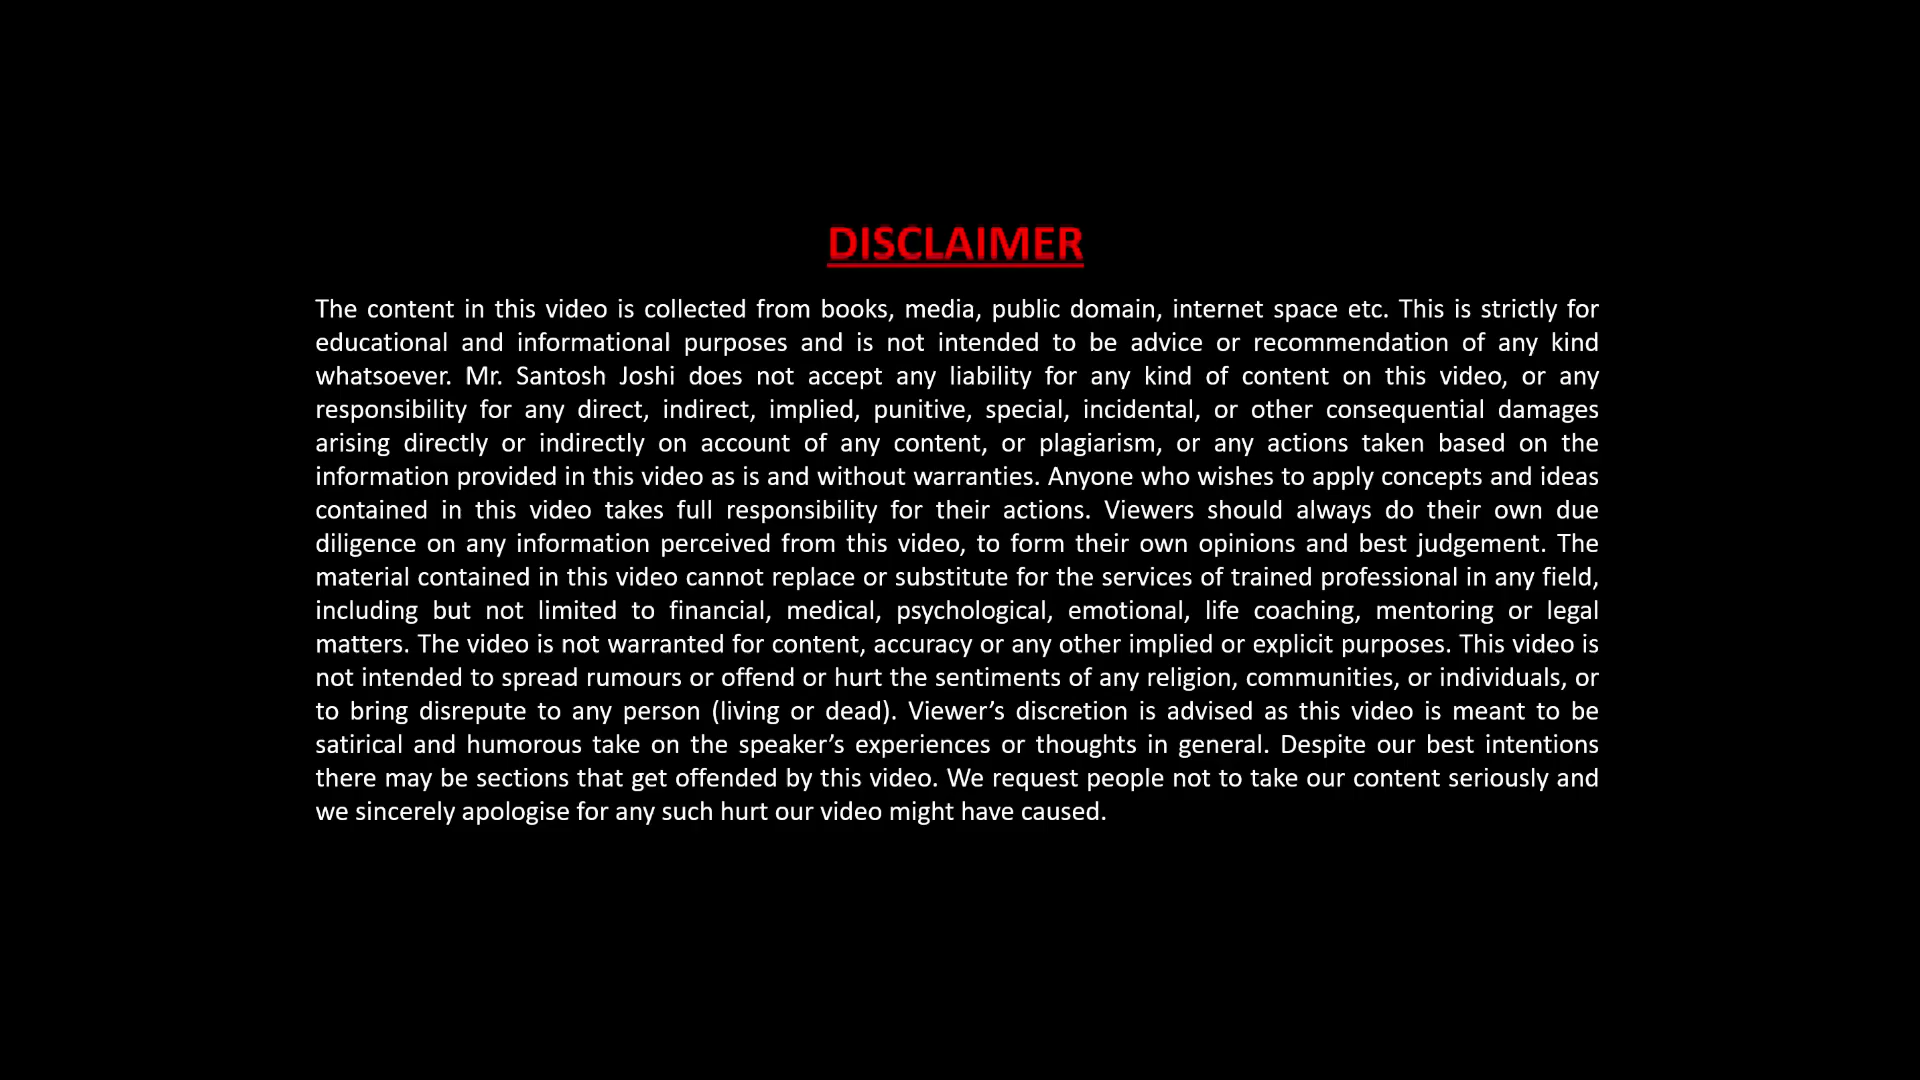 DISCLAIMER
The content in this video is collected from books, media, public domain, internet space etc. This is strictly for
educational and informational purposes and is not intended to be advice or recommendation of any kind
whatsoever. Mr. Santosh Joshi does not accept any liability for any kind of content on this video, or any
responsibility for any direct, indirect, implied, punitive, special, incidental, or other consequential damages
arising directly or indirectly on account of any content, or plagiarism, or any actions taken based on the
information provided in this video as is and without warranties. Anyone who wishes to apply concepts and ideas
contained in this video takes full responsibility for their actions. Viewers should always do their own due
diligence on any information perceived from this video, to form their own opinions and best judgement. The
material contained in this video cannot replace or substitute for the services of trained professional in any field,
including but not limited to financial, medical, psychological, emotional, life coaching, mentoring or legal
matters. The video is not warranted for content, accuracy or any other implied or explicit purposes. This video is
not intended to spread rumours or offend or hurt the sentiments of any religion, communities, or individuals, or
to bring disrepute to any person (living or dead). Viewer’s discretion is advised as this video is meant to be
satirical and humorous take on the speaker’s experiences or thoughts in general. Despite our best intentions
there may be sections that get offended by this video. We request people not to take our content seriously and
we sincerely apologise for any such hurt our video might have caused.